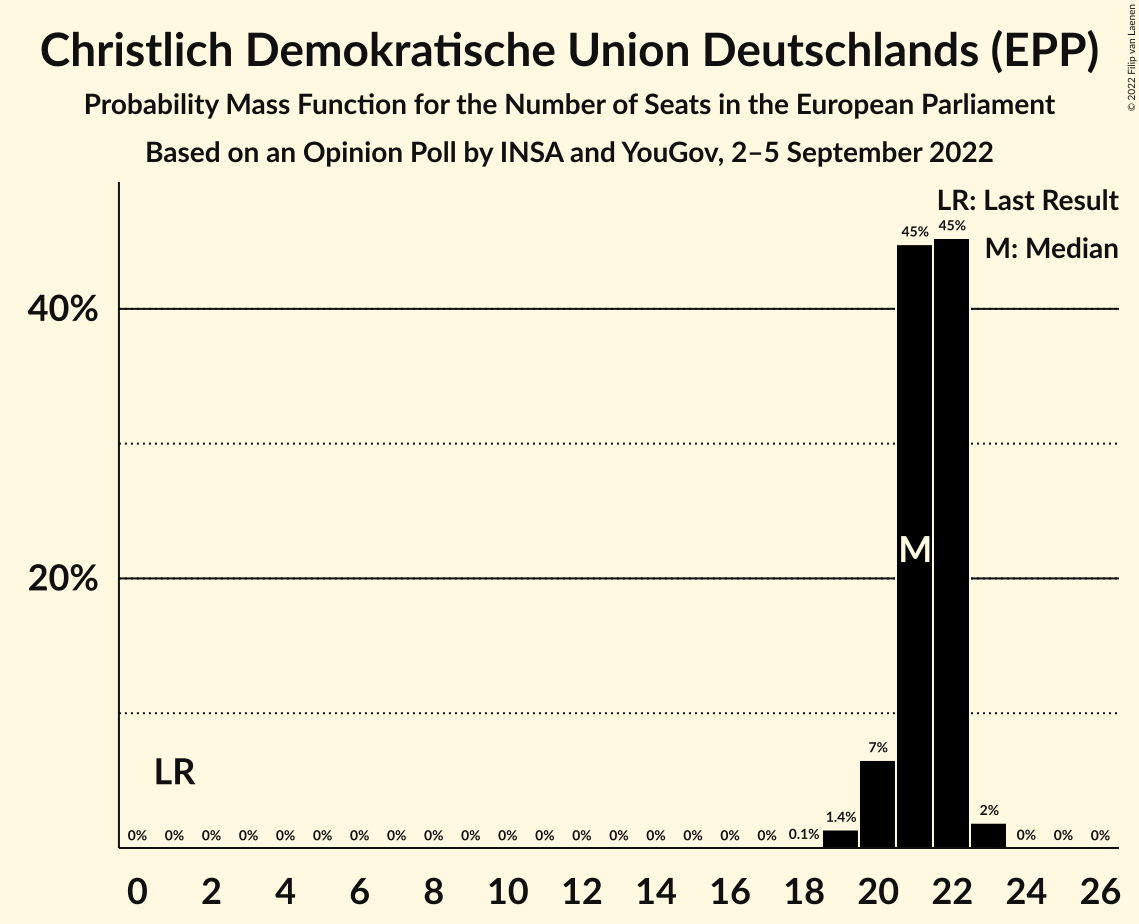 Christlich Demokratische Union Deutschlands (EPP)
Probability Mass Function for the Number of Seats in the European Parliament
Based on an Opinion Poll by INSA and YouGov, 2–5 September 2022
© 2022 Filip van Laenen
LR: Last Result
M: Median
45% 45%
40%
M
20%
7%
LR
2%
1.4%
0% 0% 0% 0% 0% 0% 0% 0% 0% 0% 0% 0% 0% 0% 0% 0% 0% 0% 0.1% 0% 0% 0%
0 2 4 6 8 10 12 14 16 18 20 22 24 26